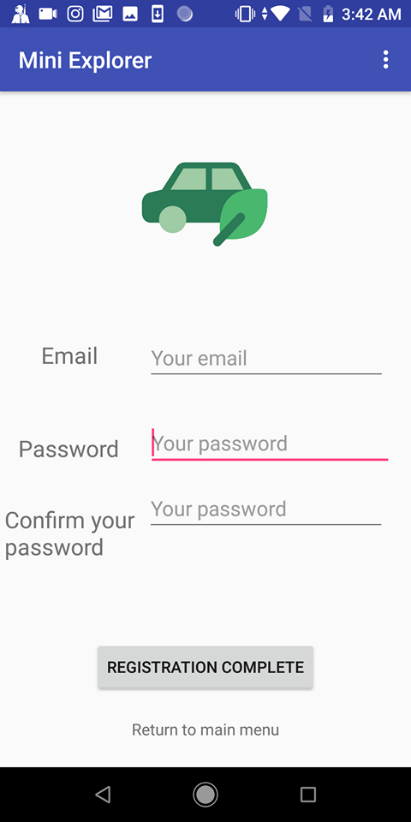 3:42 AM
Mini Explorer
Email
Your email
Password
Your password
Confirm your
password
Your password
REGISTRATION COMPLETE
Return to main menu